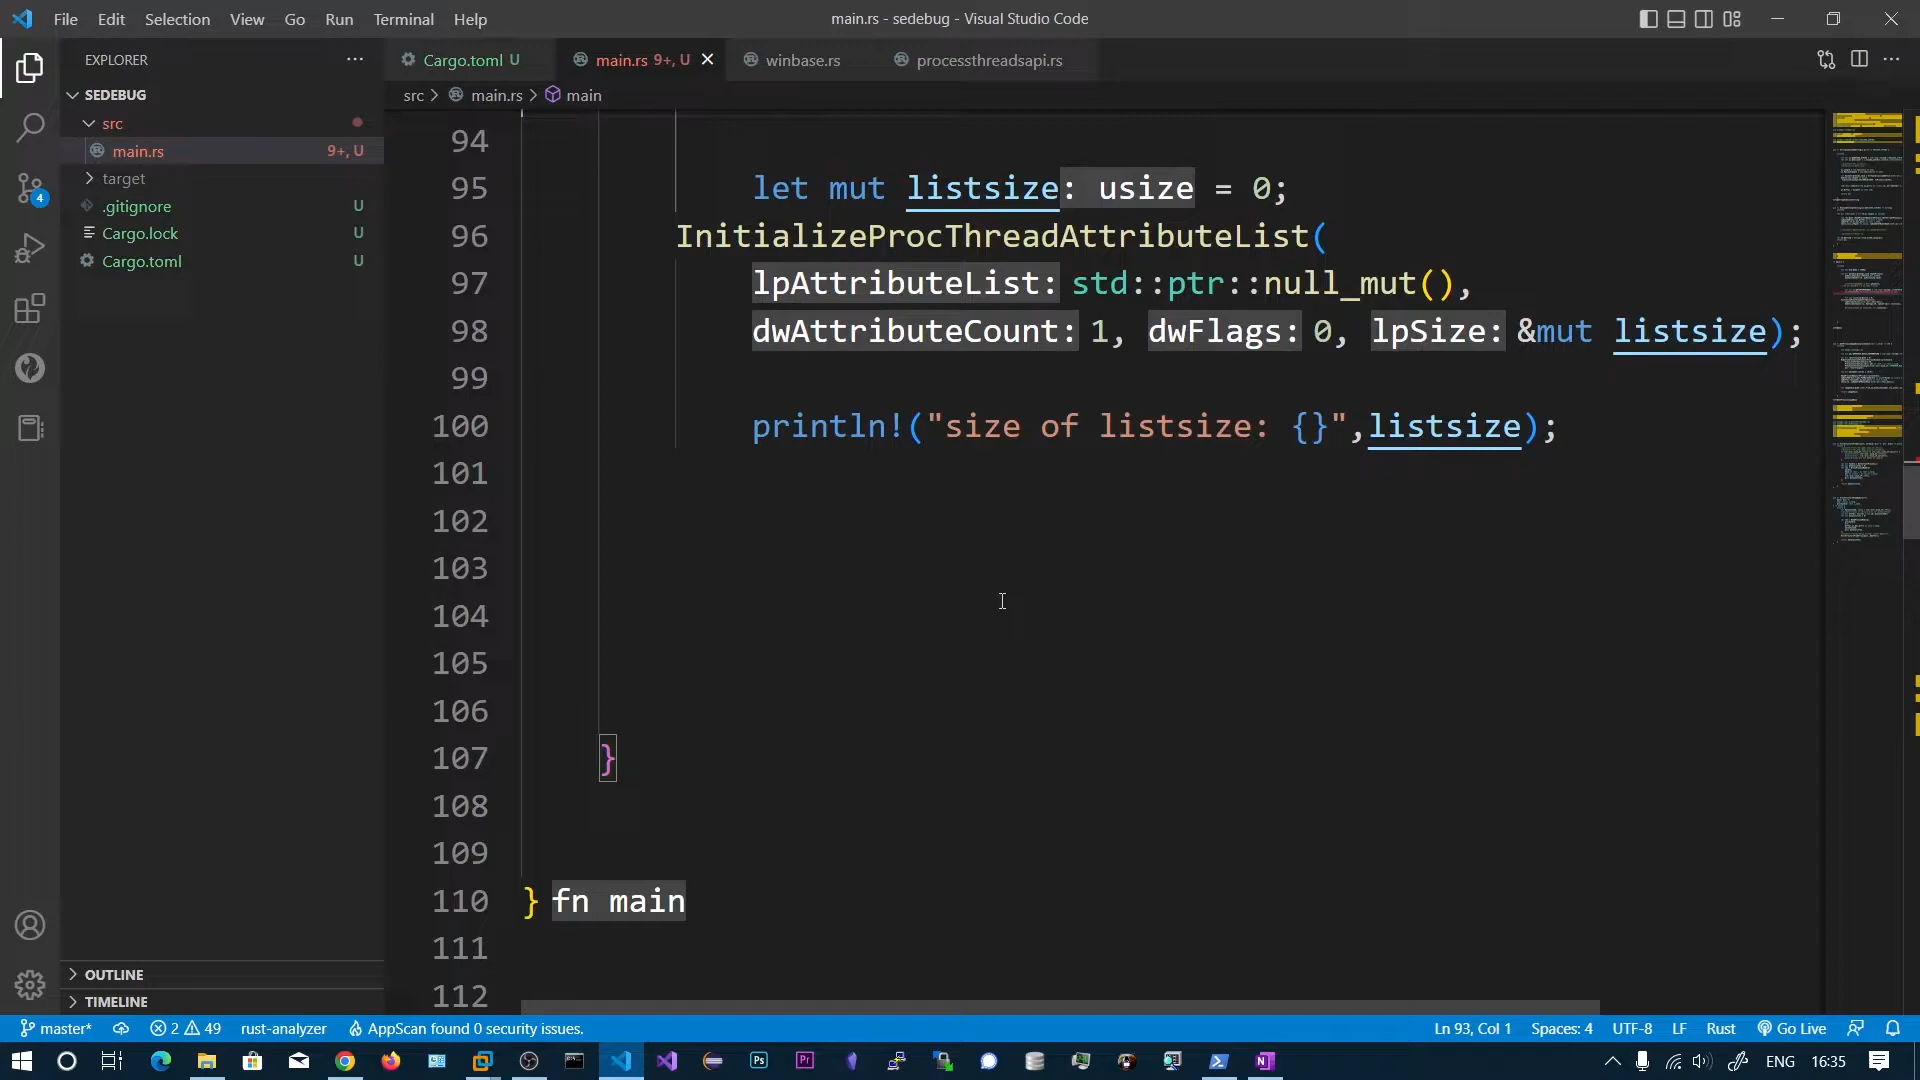 File Edit Selection View Go Run Terminal Help
main.rs - sedebug - Visual Studio Code
EXPLORER
Cargo.toml U
main.rs 9+, U
winbase.rs
processthreadsapi.rs
SEDEBUG
src
main.rs 9+, U
target
.gitignore U
Cargo.lock U
Cargo.toml U
OUTLINE
TIMELINE
4
src > main.rs > main
94
95 let mut listsize: usize = 0;
96 InitializeProcThreadAttributeList(
97 lpAttributeList: std::ptr::null_mut(),
98 dwAttributeCount: 1, dwFlags: 0, lpSize: &mut listsize);
99
100 println!("size of listsize: {}",listsize);
101
102
103
104
105
106
107 }
108
109
110 } fn main
111
112
master* 2 49 rust-analyzer AppScan found 0 security issues.
Ln 93, Col 1 Spaces: 4 UTF-8 LF Rust Go Live
Ps Pr
ENG 16:35